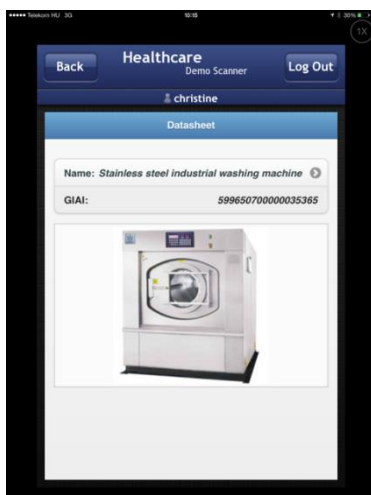 Telekom HU 3G 10:15 30%
1X
Back Healthcare Log Out
Demo Scanner
christine
Datasheet
Name: Stainless steel industrial washing machine
GIAI: 599650700000035365